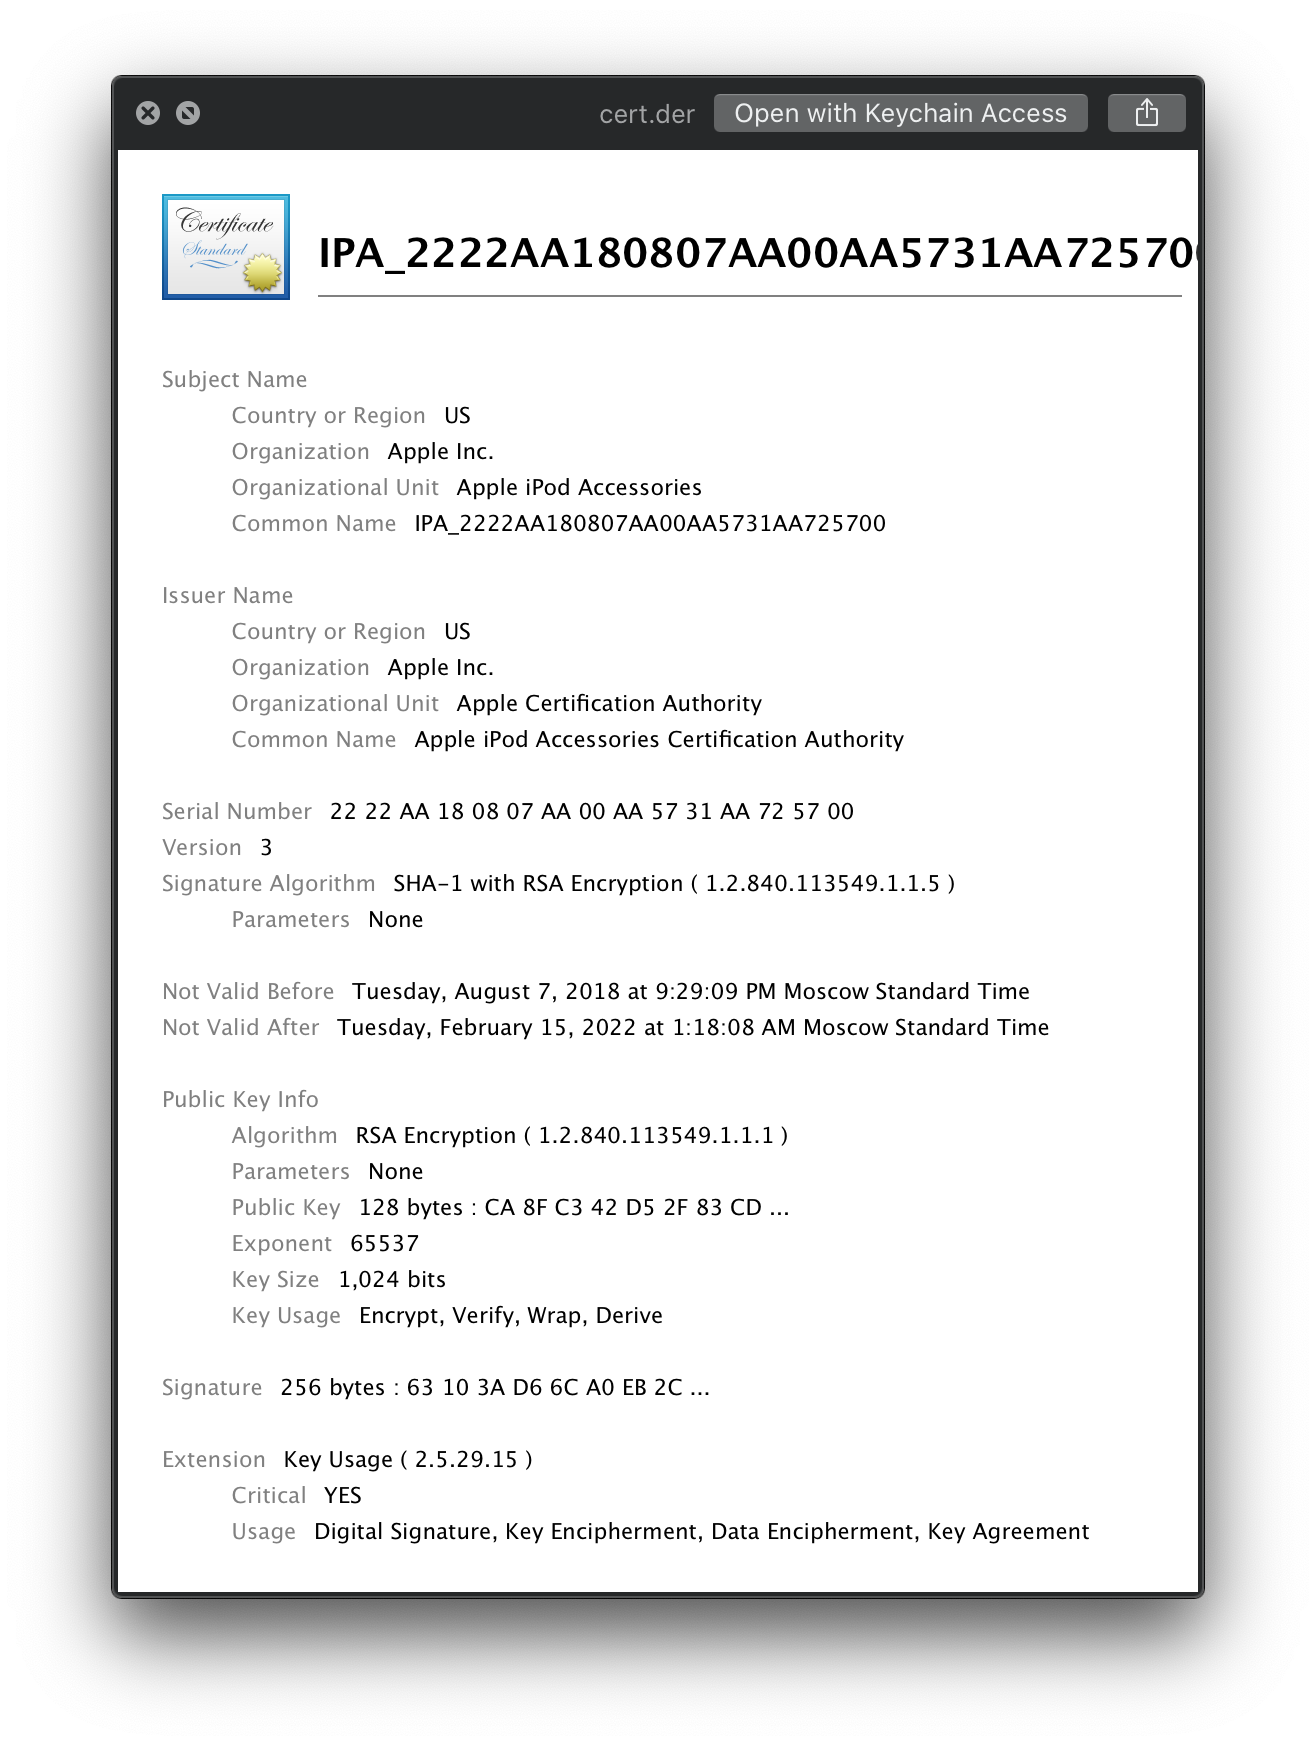 cert.der
Open with Keychain Access
Certificate
Standard
IPA_2222AA180807AA00AA5731AA72570
Subject Name
Country or Region US
Organization Apple Inc.
Organizational Unit Apple iPod Accessories
Common Name IPA_2222AA180807AA00AA5731AA725700
Issuer Name
Country or Region US
Organization Apple Inc.
Organizational Unit Apple Certification Authority
Common Name Apple iPod Accessories Certification Authority
Serial Number 22 22 AA 18 08 07 AA 00 AA 57 31 AA 72 57 00
Version 3
Signature Algorithm SHA-1 with RSA Encryption ( 1.2.840.113549.1.1.5 )
Parameters None
Not Valid Before Tuesday, August 7, 2018 at 9:29:09 PM Moscow Standard Time
Not Valid After Tuesday, February 15, 2022 at 1:18:08 AM Moscow Standard Time
Public Key Info
Algorithm RSA Encryption ( 1.2.840.113549.1.1.1 )
Parameters None
Public Key 128 bytes : CA 8F C3 42 D5 2F 83 CD ...
Exponent 65537
Key Size 1,024 bits
Key Usage Encrypt, Verify, Wrap, Derive
Signature 256 bytes : 63 10 3A D6 6C A0 EB 2C ...
Extension Key Usage ( 2.5.29.15 )
Critical YES
Usage Digital Signature, Key Encipherment, Data Encipherment, Key Agreement